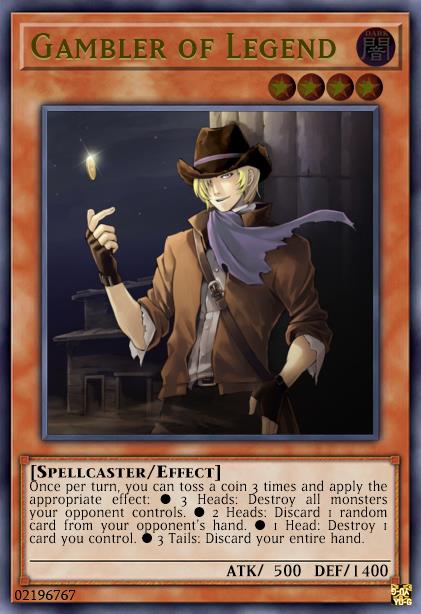 GAMBLER OF LEGEND
DARK
闇
[SPELLCASTER/EFFECT]
Once per turn, you can toss a coin 3 times and apply the
appropriate effect: ● 3 Heads: Destroy all monsters
your opponent controls. ● 2 Heads: Discard 1 random
card from your opponent's hand. ● 1 Head: Destroy 1
card you control. ● 3 Tails: Discard your entire hand.
ATK/ 500 DEF/1400
02196767